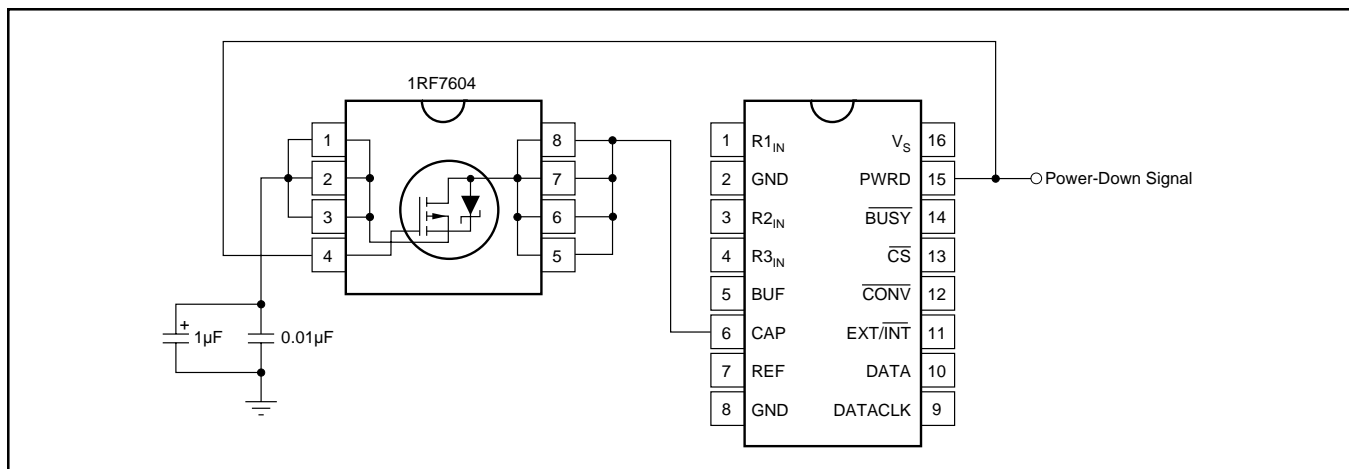 1RF7604
1
2
3
4
8
7
6
5
+
1µF
0.01µF
1 R1IN
2 GND
3 R2IN
4 R3IN
5 BUF
6 CAP
7 REF
8 GND
VS 16
PWRD 15
BUSY 14
CS 13
CONV 12
EXT/INT 11
DATA 10
DATACLK 9
Power-Down Signal